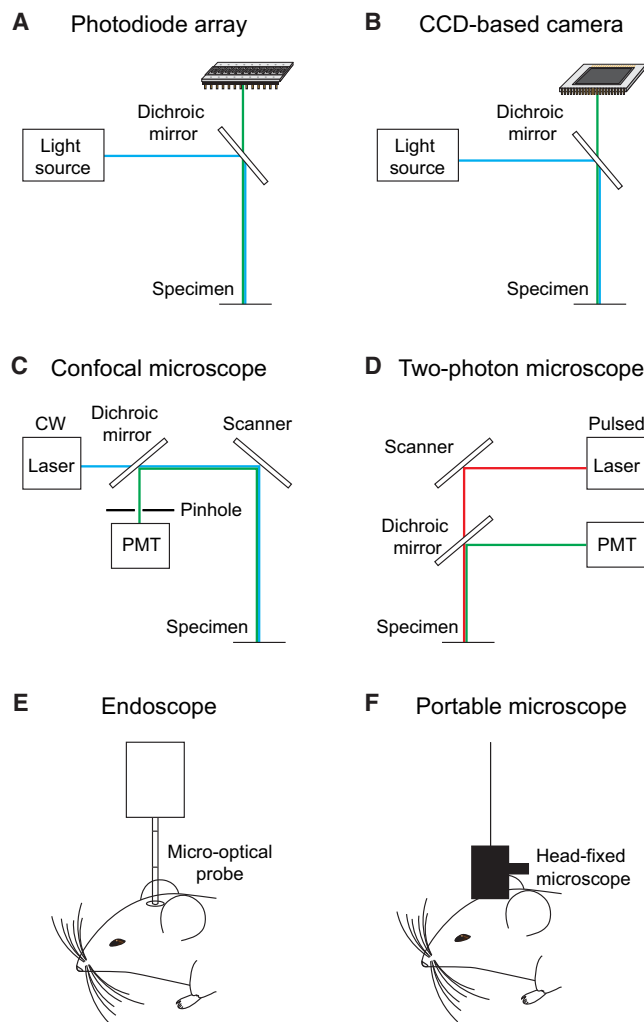 A Photodiode array
Dichroic
mirror
Light
source
Specimen
B CCD-based camera
Dichroic
mirror
Light
source
Specimen
C Confocal microscope
CW
Laser
Dichroic
mirror
Scanner
Pinhole
PMT
Specimen
D Two-photon microscope
Pulsed
Laser
Scanner
Dichroic
mirror
PMT
Specimen
E Endoscope
Micro-optical
probe
F Portable microscope
Head-fixed
microscope